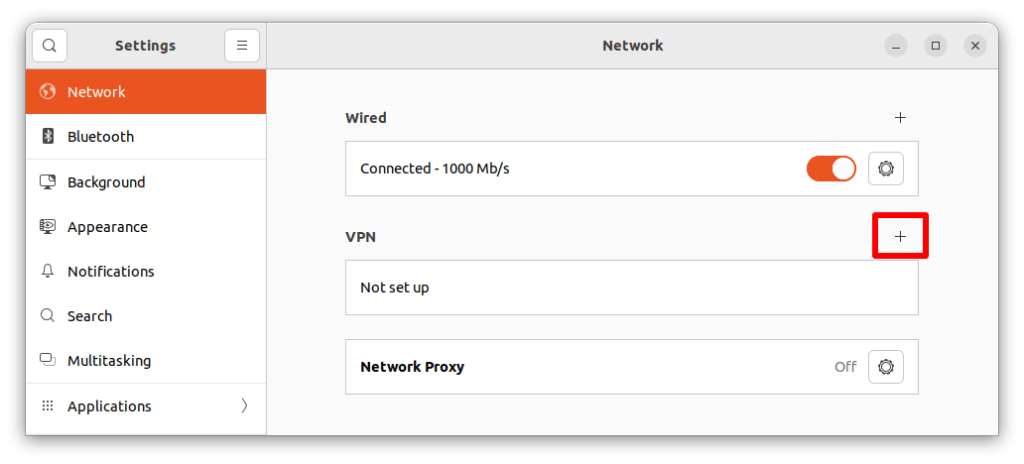 Settings
Network
Network
Bluetooth
Background
Appearance
Notifications
Search
Multitasking
Applications
Wired
Connected - 1000 Mb/s
VPN
Not set up
Network Proxy
Off